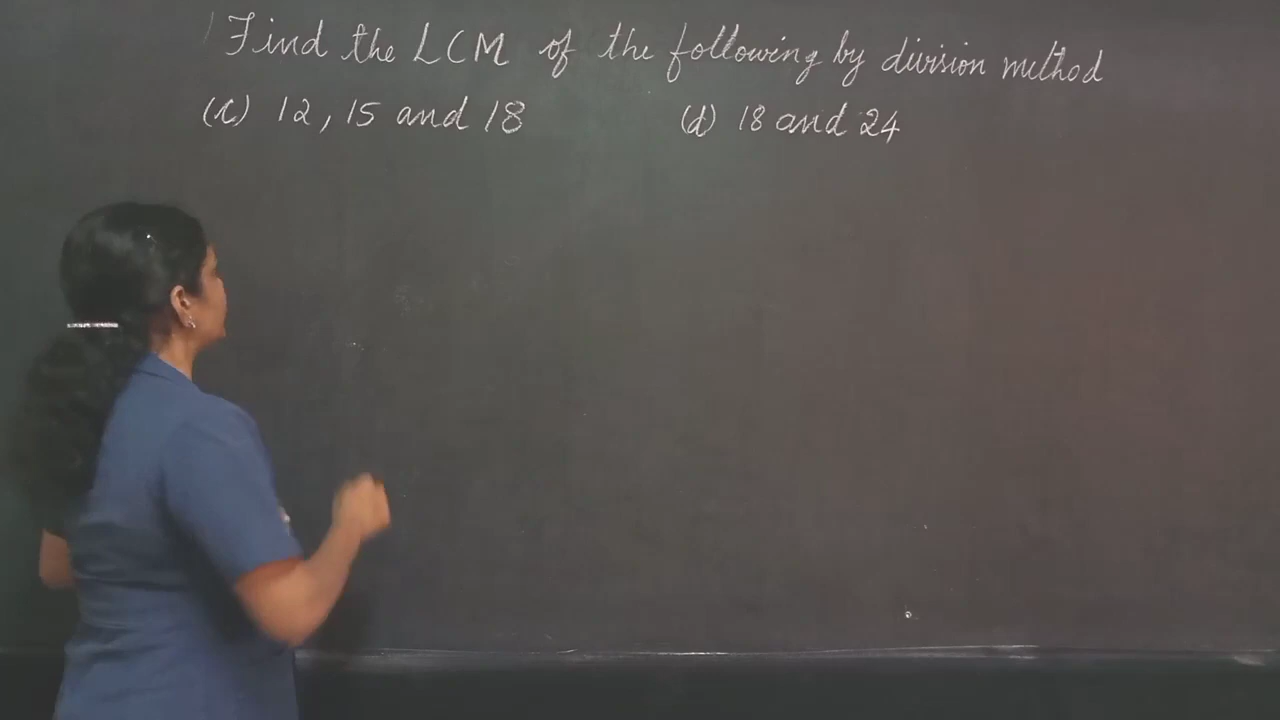 Find the LCM of the following by division method
(c) 12, 15 and 18 (d) 18 and 24